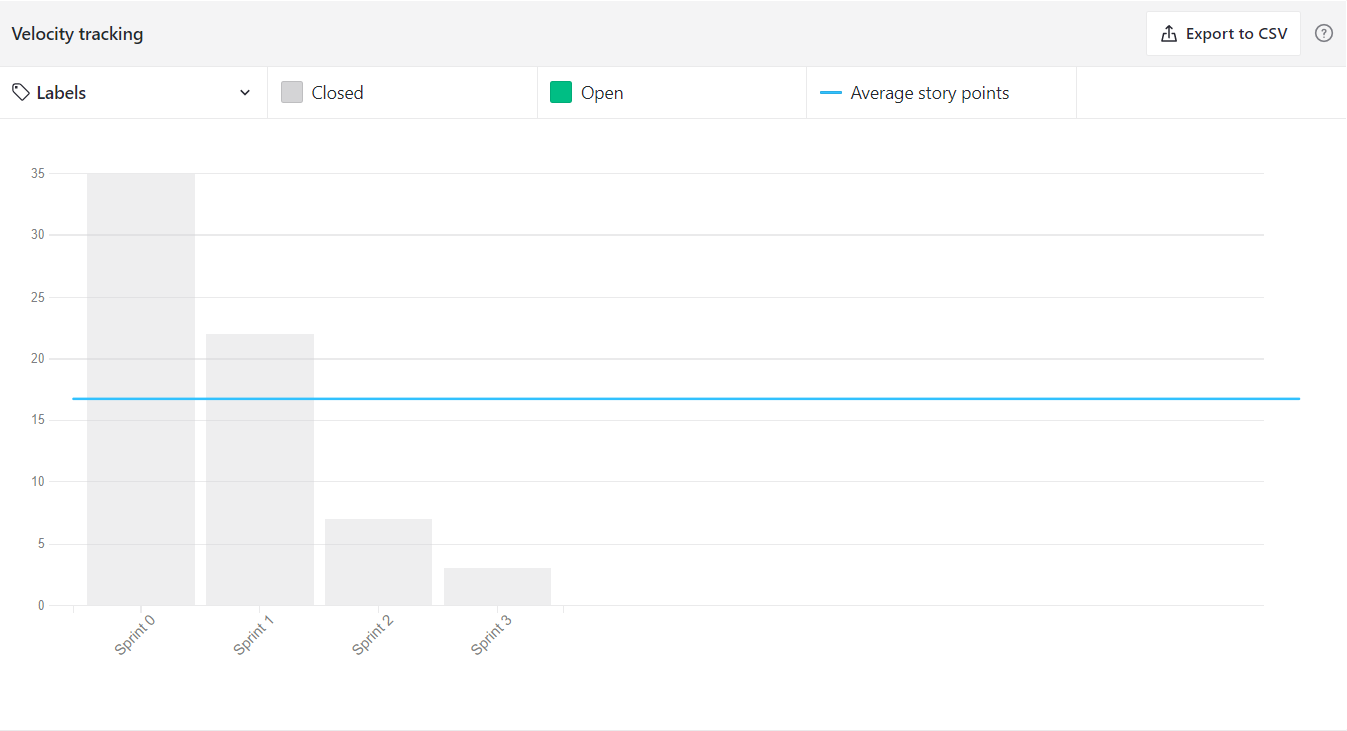 Velocity tracking
Export to CSV
?
Labels
Closed
Open
Average story points
35
30
25
20
15
10
5
0
Sprint 0
Sprint 1
Sprint 2
Sprint 3